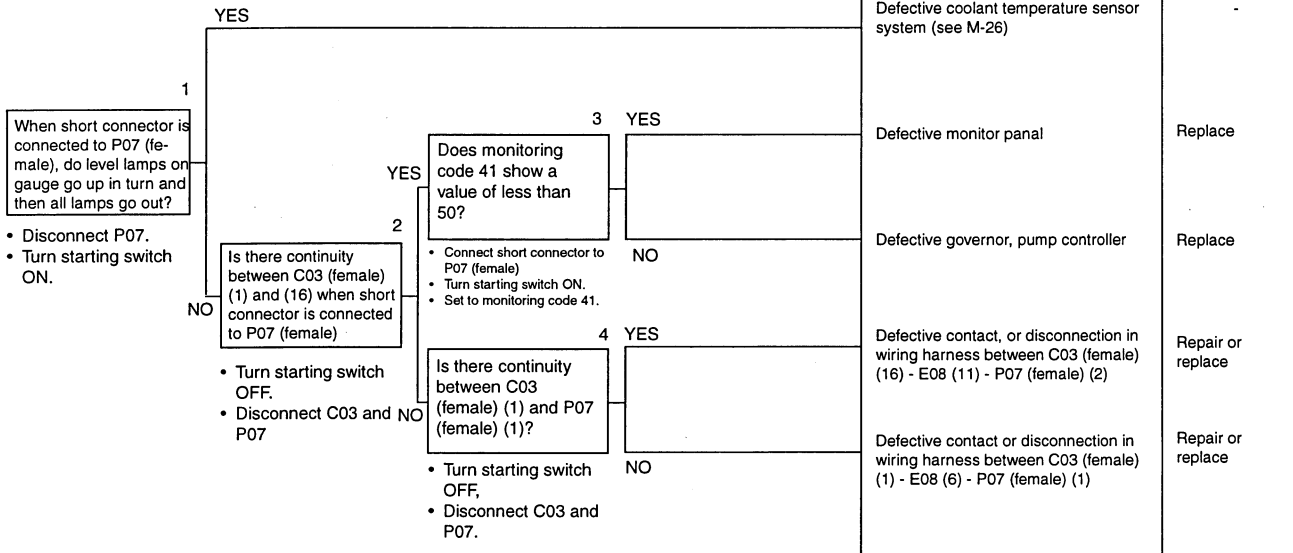 YES
Defective coolant temperature sensor
system (see M-26)
-
1
When short connector is
connected to P07 (fe-
male), do level lamps on
gauge go up in turn and
then all lamps go out?
• Disconnect P07.
• Turn starting switch
ON.
NO
2
Is there continuity
between C03 (female)
(1) and (16) when short
connector is connected
to P07 (female)
• Turn starting switch
OFF.
• Disconnect C03 and
P07
YES
3
Does monitoring
code 41 show a
value of less than
50?
• Connect short connector to
P07 (female)
• Turn starting switch ON.
• Set to monitoring code 41.
YES
Defective monitor panal
Replace
NO
Defective governor, pump controller
Replace
NO
4
Is there continuity
between C03
(female) (1) and P07
(female) (1)?
• Turn starting switch
OFF,
• Disconnect C03 and
P07.
YES
Defective contact, or disconnection in
wiring harness between C03 (female)
(16) - E08 (11) - P07 (female) (2)
Repair or
replace
NO
Defective contact or disconnection in
wiring harness between C03 (female)
(1) - E08 (6) - P07 (female) (1)
Repair or
replace